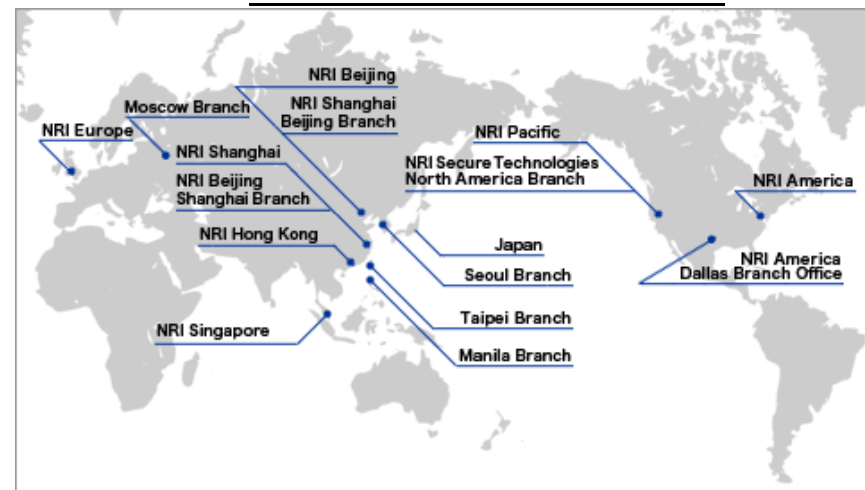 NRI Beijing
NRI Shanghai
Beijing Branch
Moscow Branch
NRI Europe
NRI Shanghai
NRI Beijing
Shanghai Branch
NRI Hong Kong
NRI Singapore
NRI Pacific
NRI Secure Technologies
North America Branch
NRI America
Japan
Seoul Branch
NRI America
Dallas Branch Office
Taipei Branch
Manila Branch